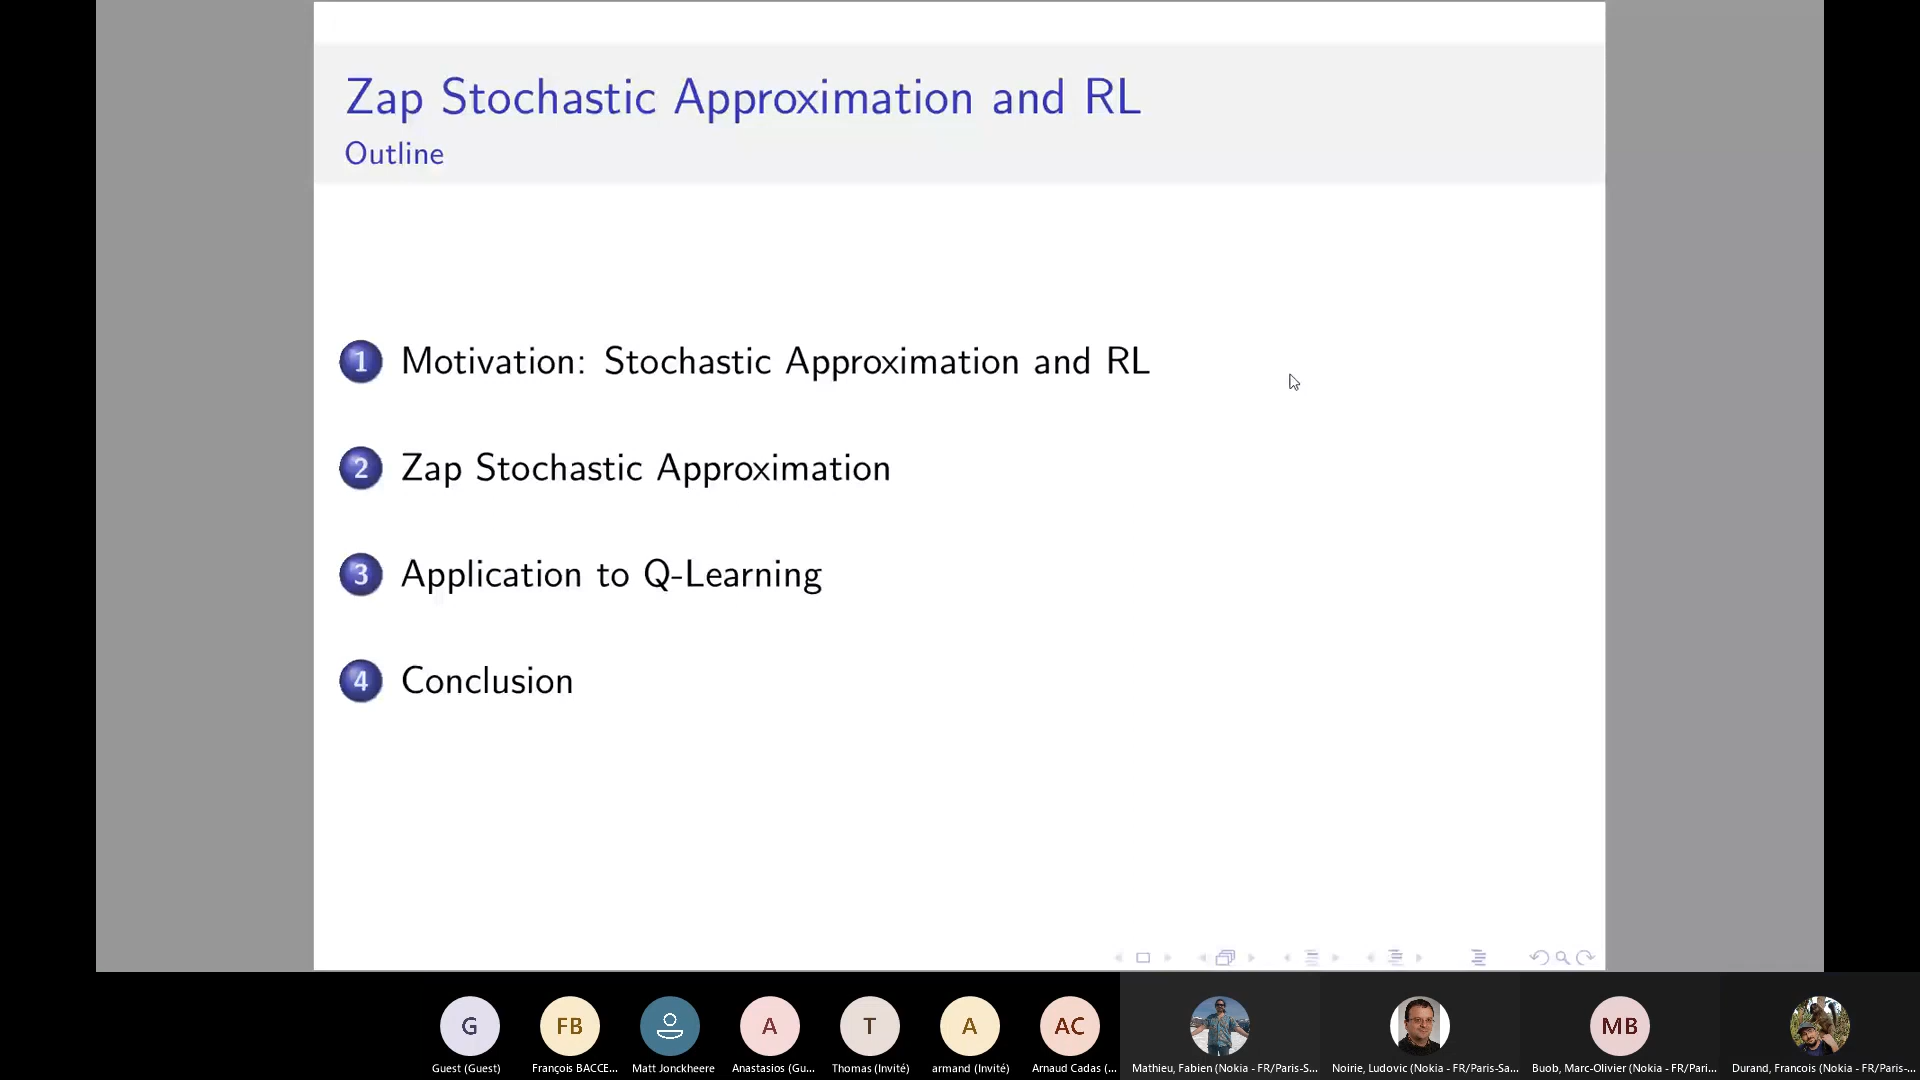 Zap Stochastic Approximation and RL
Outline
1 Motivation: Stochastic Approximation and RL
2 Zap Stochastic Approximation
3 Application to Q-Learning
4 Conclusion
G FB A T A AC MB
Guest (Guest) François BACCE... Matt Jonckheere Anastasios (Gu... Thomas (Invité) armand (Invité) Arnaud Cadas (... Mathieu, Fabien (Nokia - FR/Paris-S... Noirie, Ludovic (Nokia - FR/Paris-Sa... Buob, Marc-Olivier (Nokia - FR/Pari... Durand, Francois (Nokia - FR/Paris-...